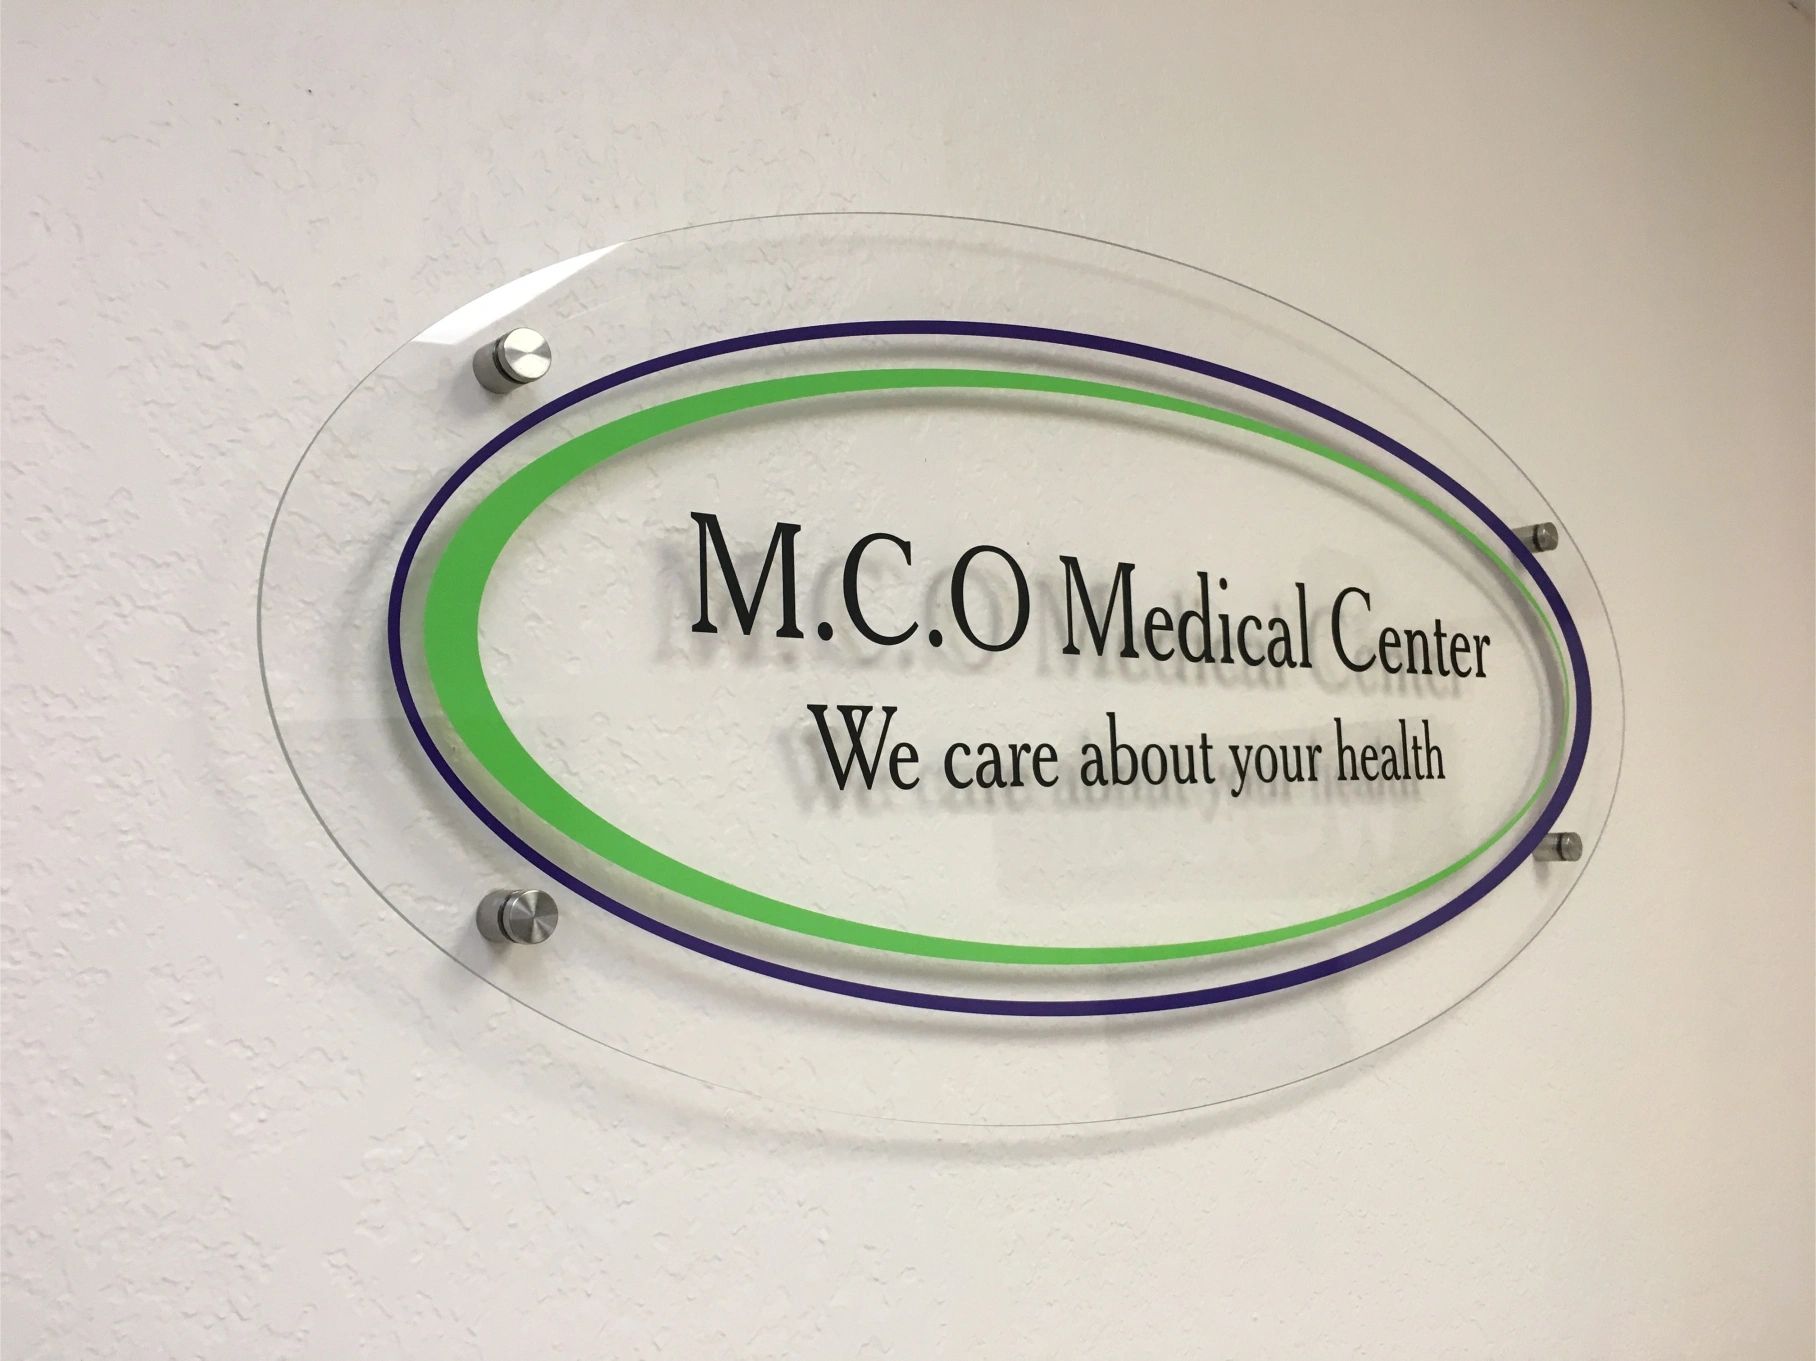 M.C.O Medical Center
We care about your health